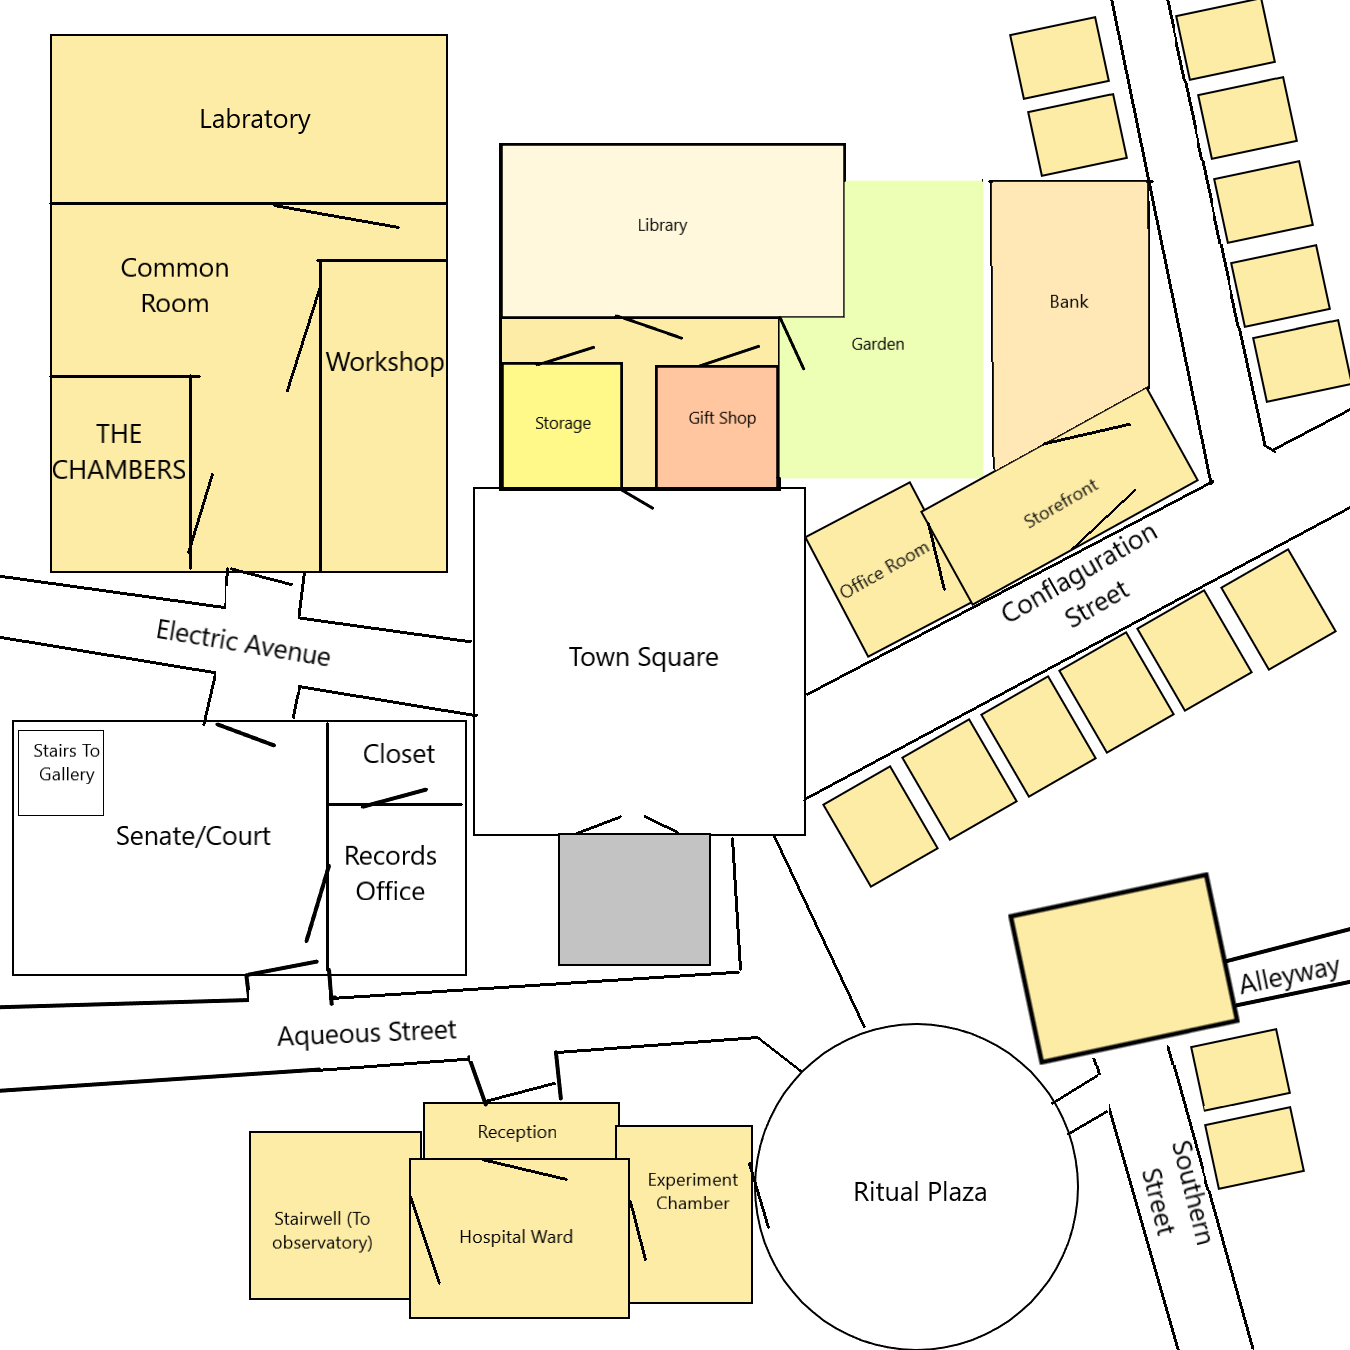 Labratory
Common
Room
Workshop
THE
CHAMBERS
Library
Storage
Gift Shop
Garden
Bank
Storefront
Office Room
Conflaguration
Street
Electric Avenue
Town Square
Stairs To
Gallery
Senate/Court
Closet
Records
Office
Aqueous Street
Alleyway
Reception
Stairwell (To
observatory)
Hospital Ward
Experiment
Chamber
Ritual Plaza
Southern
Street